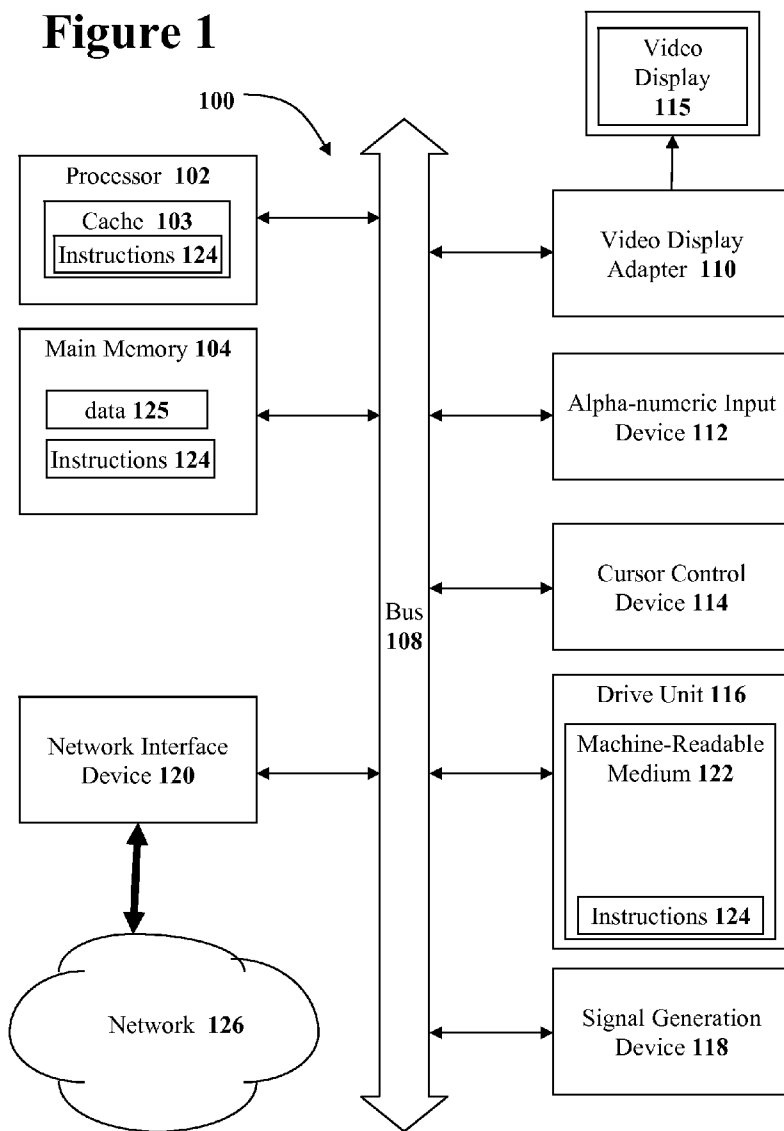 Figure 1
100
Video
Display
115
Processor 102
Cache 103
Instructions 124
Video Display
Adapter 110
Main Memory 104
data 125
Instructions 124
Alpha-numeric Input
Device 112
Cursor Control
Device 114
Bus
108
Drive Unit 116
Machine-Readable
Medium 122
Instructions 124
Network Interface
Device 120
Network 126
Signal Generation
Device 118